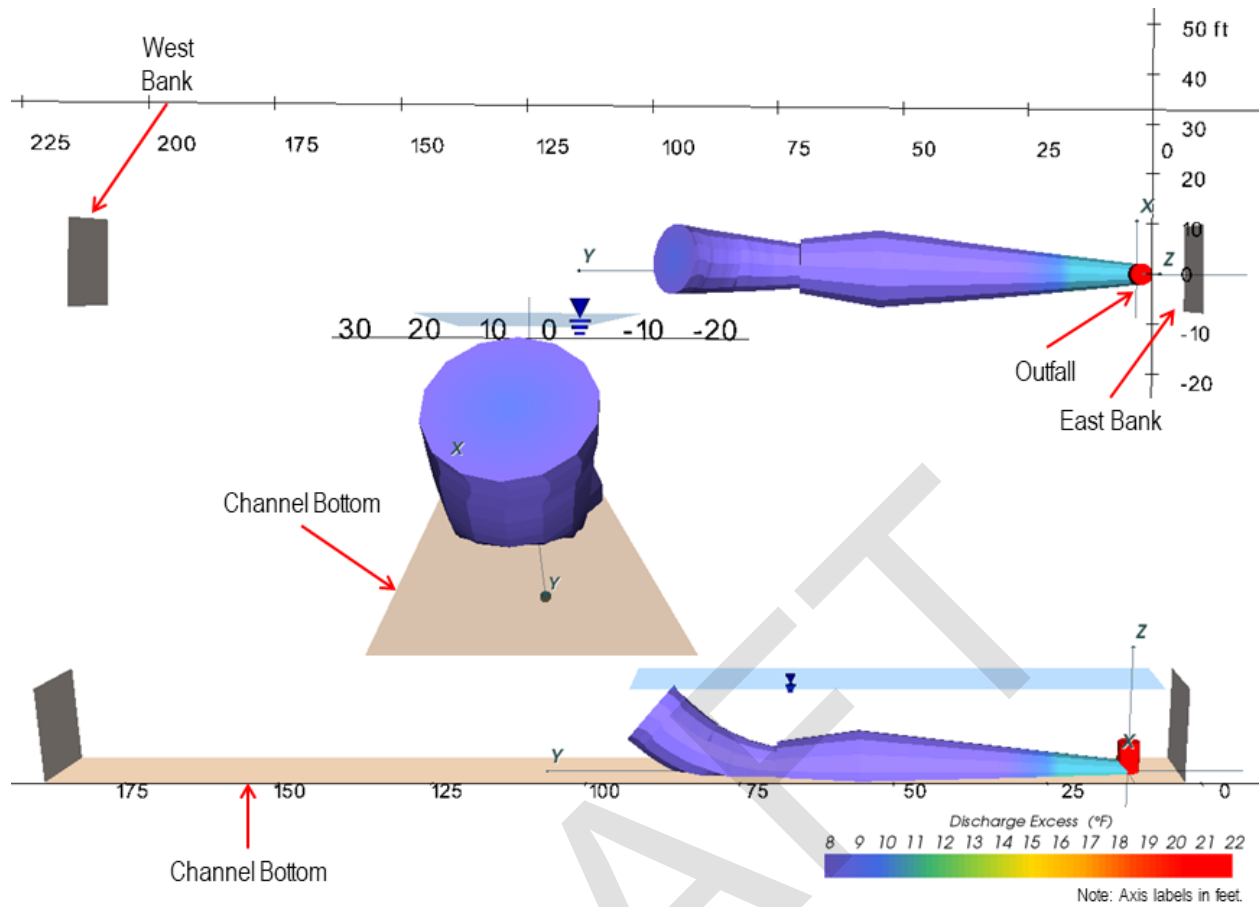 50 ft
West
Bank
40
30
225 200 175 150 125 100 75 50 25 0
20
X
10
Y
Z
0
30 20 10 0 -10 -20
-10
Outfall
-20
East Bank
X
Channel Bottom
Y
Z
X
Y
175 150 125 100 75 50 25 0
Discharge Excess (°F)
8 9 10 11 12 13 14 15 16 17 18 19 20 21 22
Channel Bottom
Note: Axis labels in feet.
AFT